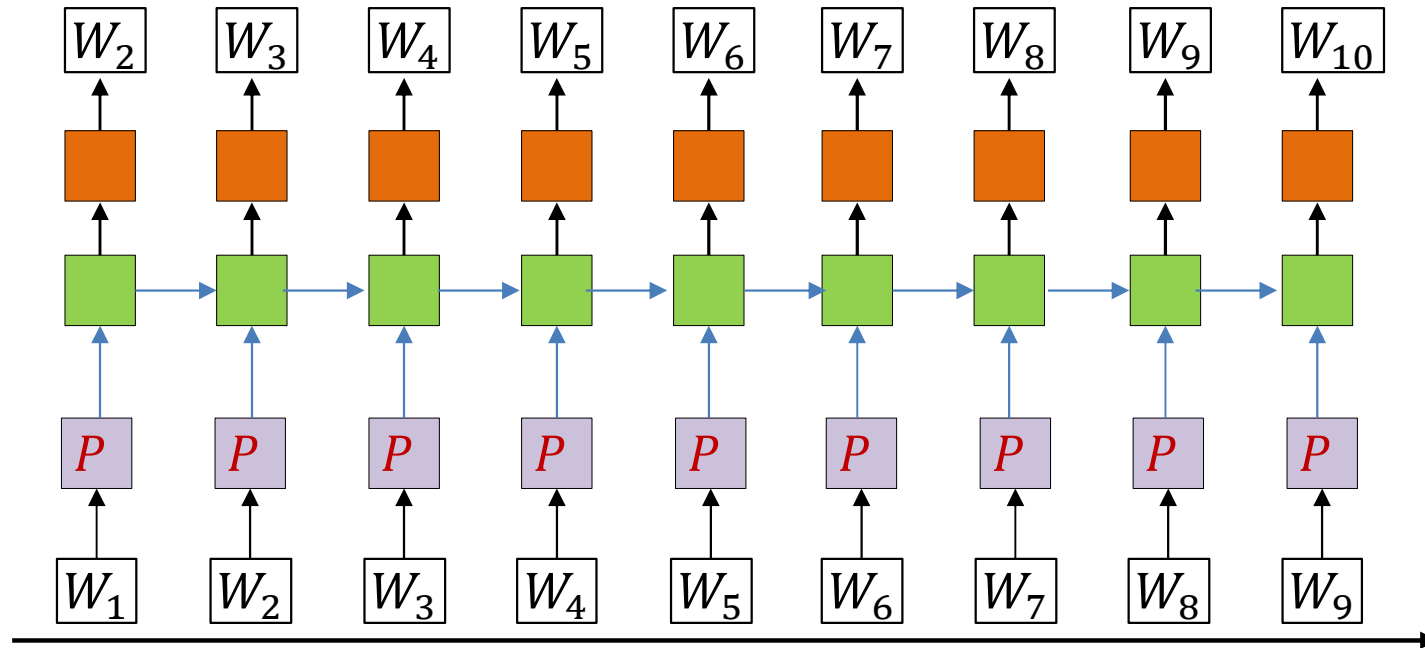 W₂ W₃ W₄ W₅ W₆ W₇ W₈ W₉ W₁₀
P P P P P P P P P
W₁ W₂ W₃ W₄ W₅ W₆ W₇ W₈ W₉